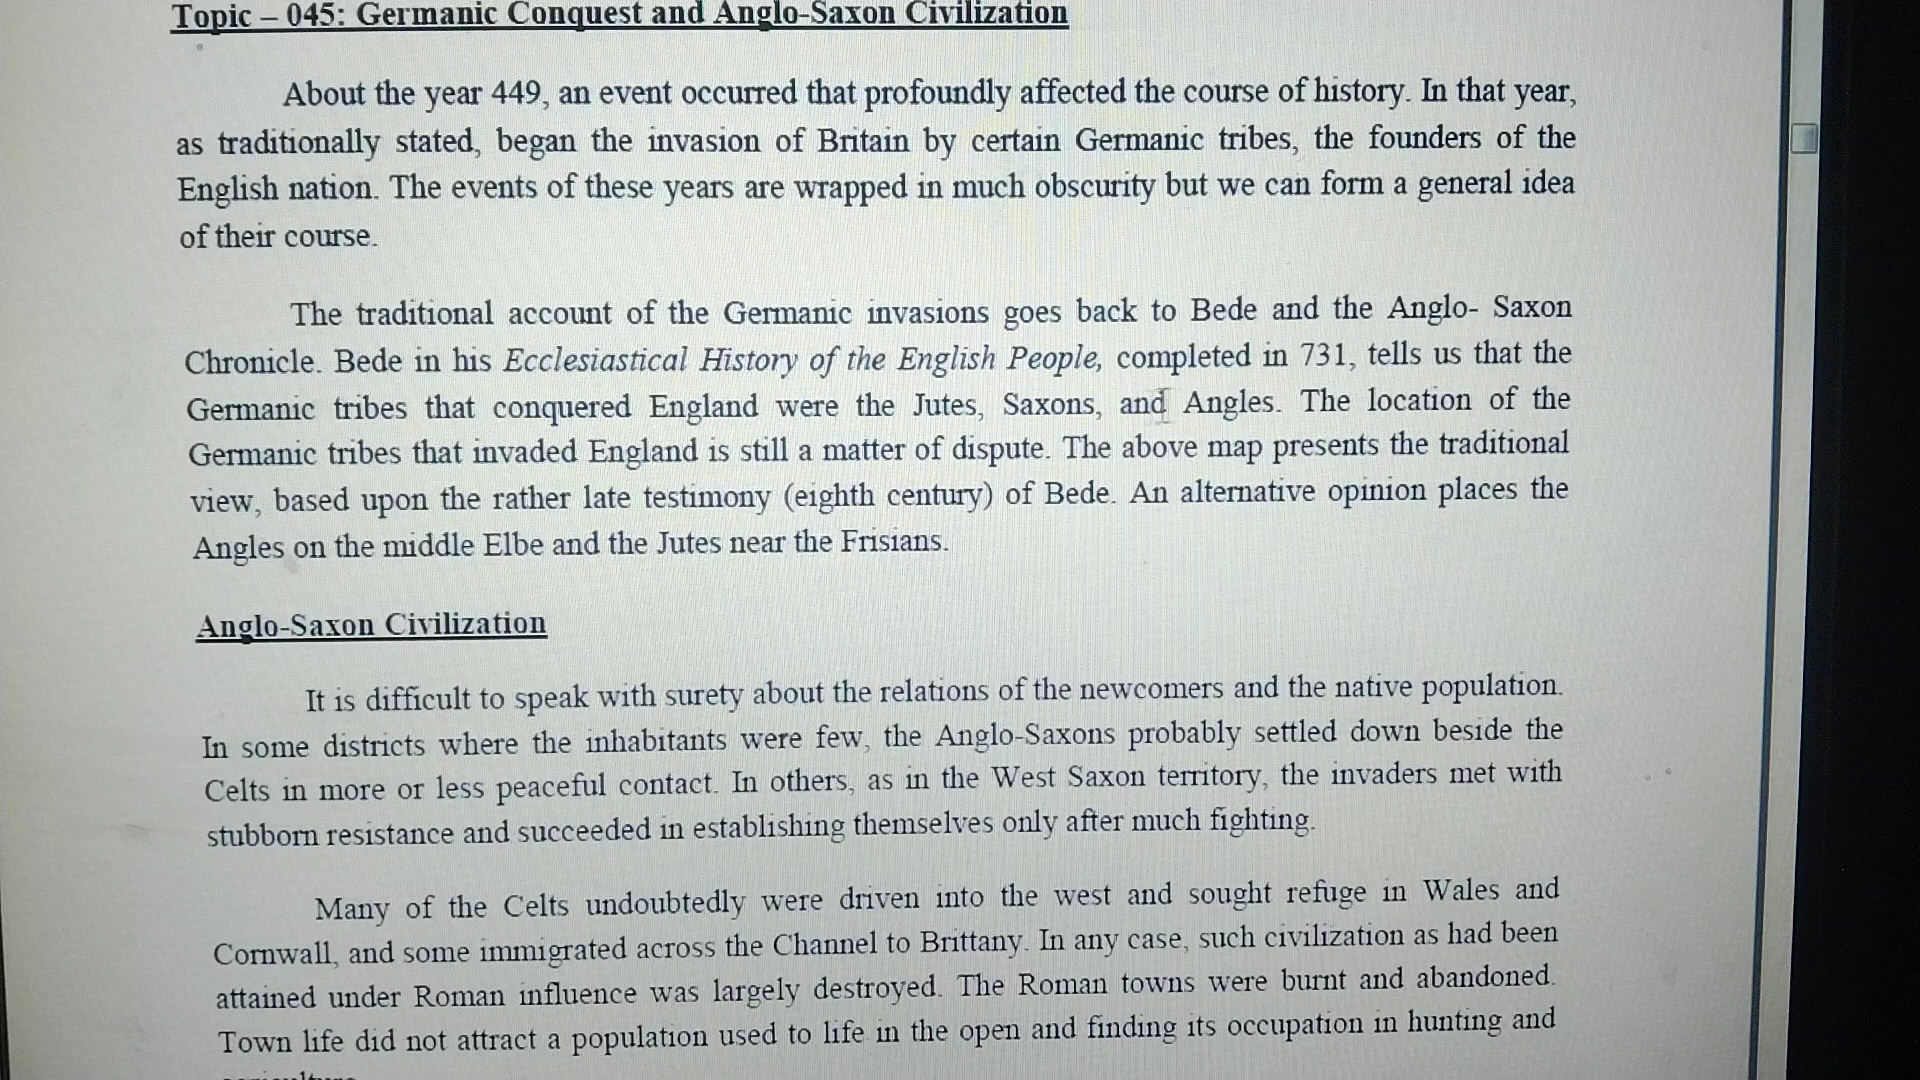 Topic – 045: Germanic Conquest and Anglo-Saxon Civilization
About the year 449, an event occurred that profoundly affected the course of history. In that year,
as traditionally stated, began the invasion of Britain by certain Germanic tribes, the founders of the
English nation. The events of these years are wrapped in much obscurity but we can form a general idea
of their course.
The traditional account of the Germanic invasions goes back to Bede and the Anglo- Saxon
Chronicle. Bede in his Ecclesiastical History of the English People, completed in 731, tells us that the
Germanic tribes that conquered England were the Jutes, Saxons, and Angles. The location of the
Germanic tribes that invaded England is still a matter of dispute. The above map presents the traditional
view, based upon the rather late testimony (eighth century) of Bede. An alternative opinion places the
Angles on the middle Elbe and the Jutes near the Frisians.
Anglo-Saxon Civilization
It is difficult to speak with surety about the relations of the newcomers and the native population.
In some districts where the inhabitants were few, the Anglo-Saxons probably settled down beside the
Celts in more or less peaceful contact. In others, as in the West Saxon territory, the invaders met with
stubborn resistance and succeeded in establishing themselves only after much fighting.
Many of the Celts undoubtedly were driven into the west and sought refuge in Wales and
Cornwall, and some immigrated across the Channel to Brittany. In any case, such civilization as had been
attained under Roman influence was largely destroyed. The Roman towns were burnt and abandoned.
Town life did not attract a population used to life in the open and finding its occupation in hunting and